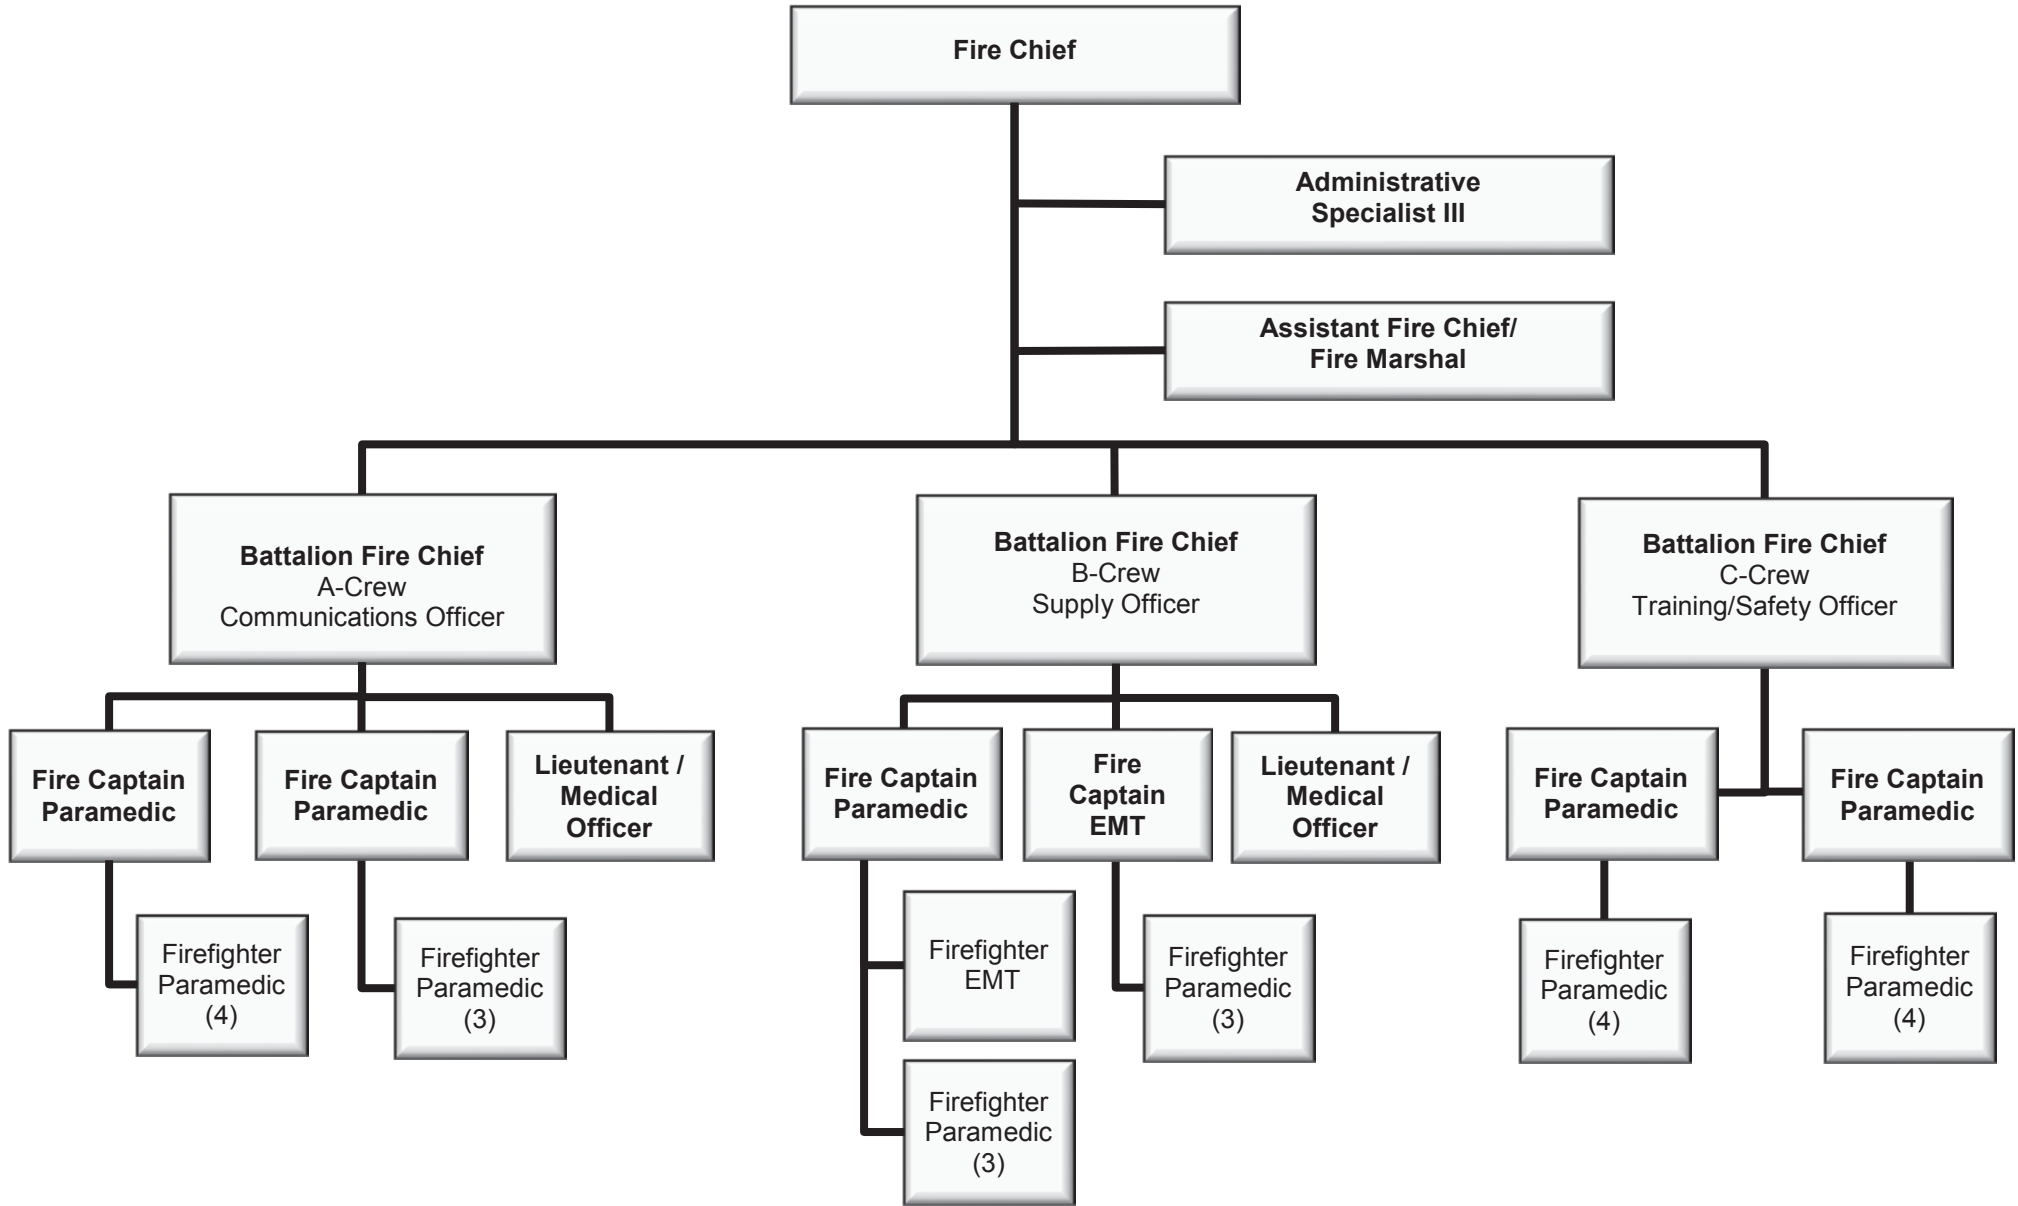 Fire Chief
Administrative
Specialist III
Assistant Fire Chief/
Fire Marshal
Battalion Fire Chief
A-Crew
Communications Officer
Battalion Fire Chief
B-Crew
Supply Officer
Battalion Fire Chief
C-Crew
Training/Safety Officer
Fire Captain
Paramedic
Fire Captain
Paramedic
Lieutenant /
Medical
Officer
Fire Captain
Paramedic
Fire
Captain
EMT
Lieutenant /
Medical
Officer
Fire Captain
Paramedic
Fire Captain
Paramedic
Firefighter
Paramedic
(4)
Firefighter
Paramedic
(3)
Firefighter
EMT
Firefighter
Paramedic
(3)
Firefighter
Paramedic
(3)
Firefighter
Paramedic
(4)
Firefighter
Paramedic
(4)